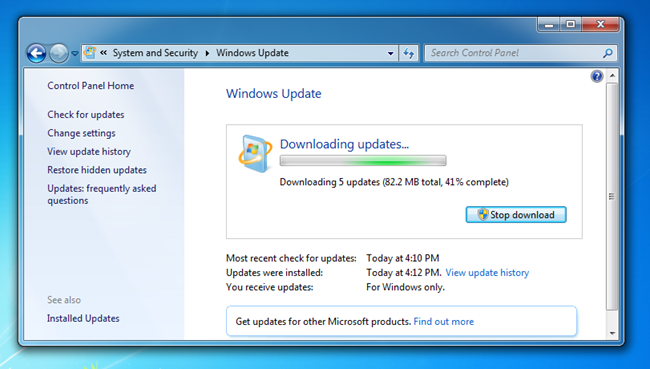 « System and Security ▸ Windows Update
Search Control Panel
Control Panel Home
Check for updates
Change settings
View update history
Restore hidden updates
Updates: frequently asked
questions
See also
Installed Updates
Windows Update
Downloading updates...
Downloading 5 updates (82.2 MB total, 41% complete)
Stop download
Most recent check for updates: Today at 4:10 PM
Updates were installed: Today at 4:12 PM. View update history
You receive updates: For Windows only.
Get updates for other Microsoft products. Find out more